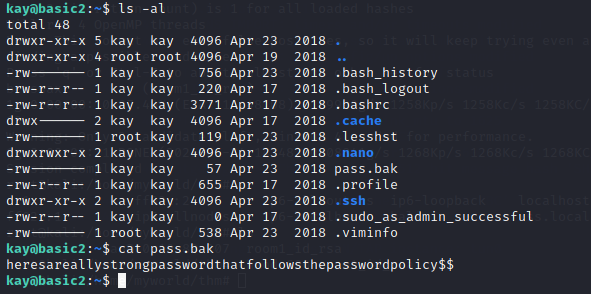 kay@basic2:~$ ls -al
total 48
drwxr-xr-x 5 kay  kay  4096 Apr 23  2018 .
drwxr-xr-x 4 root root 4096 Apr 19  2018 ..
-rw------- 1 kay  kay   756 Apr 23  2018 .bash_history
-rw-r--r-- 1 kay  kay   220 Apr 17  2018 .bash_logout
-rw-r--r-- 1 kay  kay  3771 Apr 17  2018 .bashrc
drwx------ 2 kay  kay  4096 Apr 17  2018 .cache
-rw------- 1 root kay   119 Apr 23  2018 .lesshst
drwxrwxr-x 2 kay  kay  4096 Apr 23  2018 .nano
-rw------- 1 kay  kay    57 Apr 23  2018 pass.bak
-rw-r--r-- 1 kay  kay   655 Apr 17  2018 .profile
drwxr-xr-x 2 kay  kay  4096 Apr 23  2018 .ssh
-rw-r--r-- 1 kay  kay     0 Apr 17  2018 .sudo_as_admin_successful
-rw------- 1 root kay   538 Apr 23  2018 .viminfo
kay@basic2:~$ cat pass.bak
heresareallystrongpasswordthatfollowsthepasswordpolicy$$
kay@basic2:~$